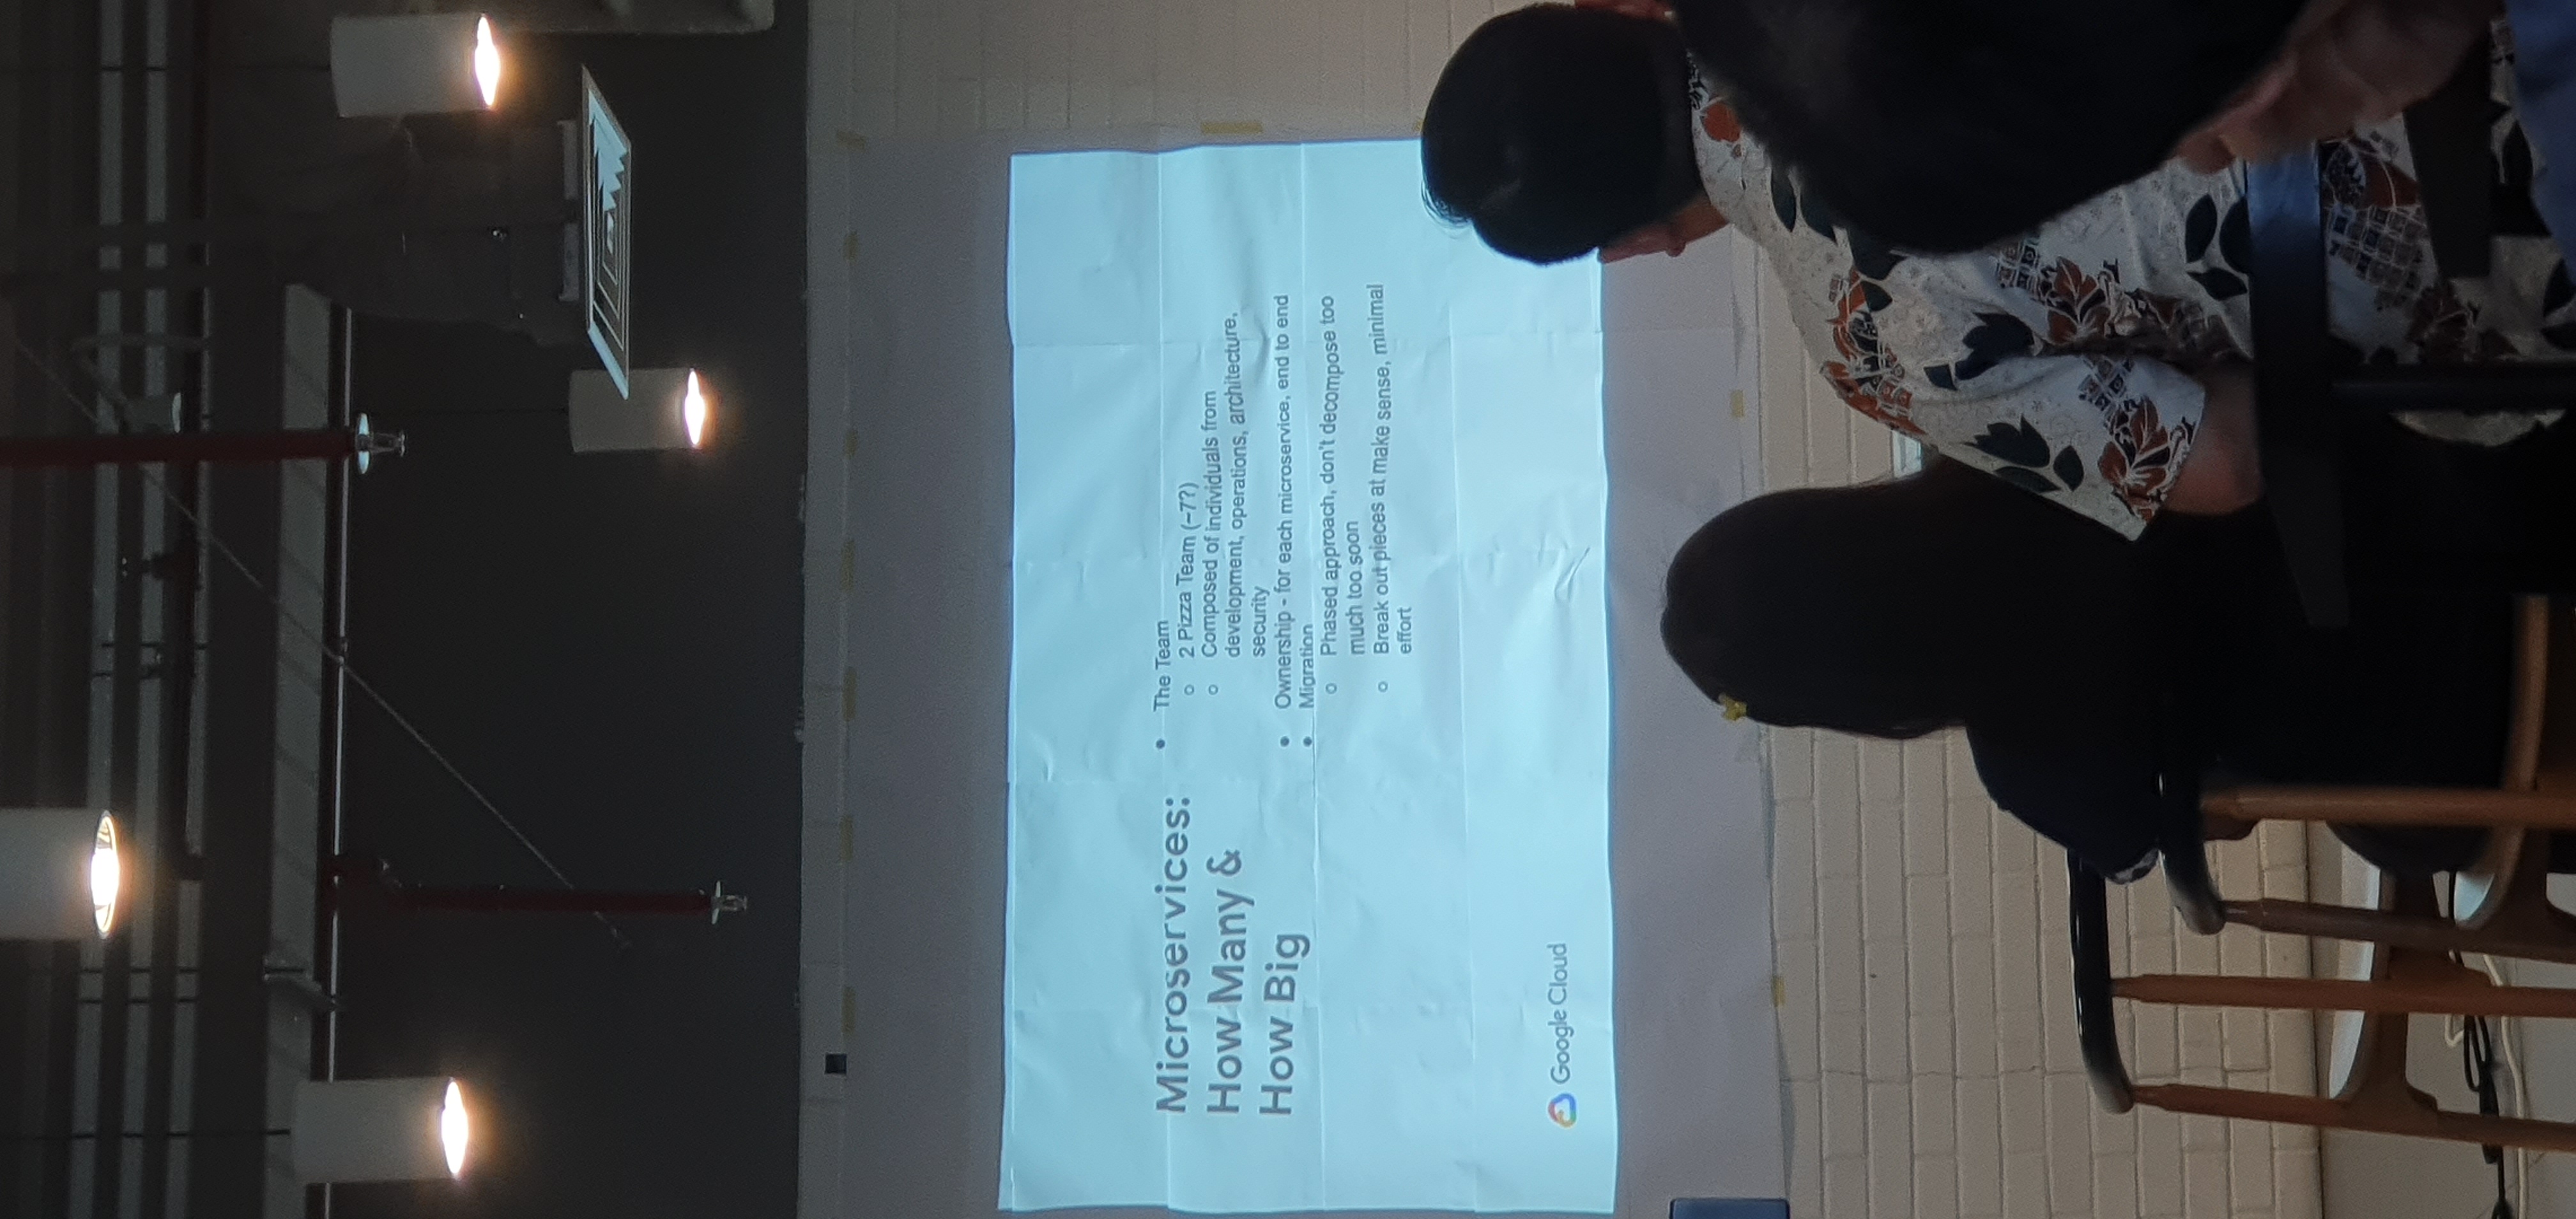 Microservices:
How Many &
How Big
• The Team
○ 2 Pizza Team (~7?)
○ Composed of individuals from
development, operations, architecture,
security
• Ownership - for each microservice, end to end
• Migration
○ Phased approach, don't decompose too
much too soon
○ Break out pieces at make sense, minimal
effort
Google Cloud